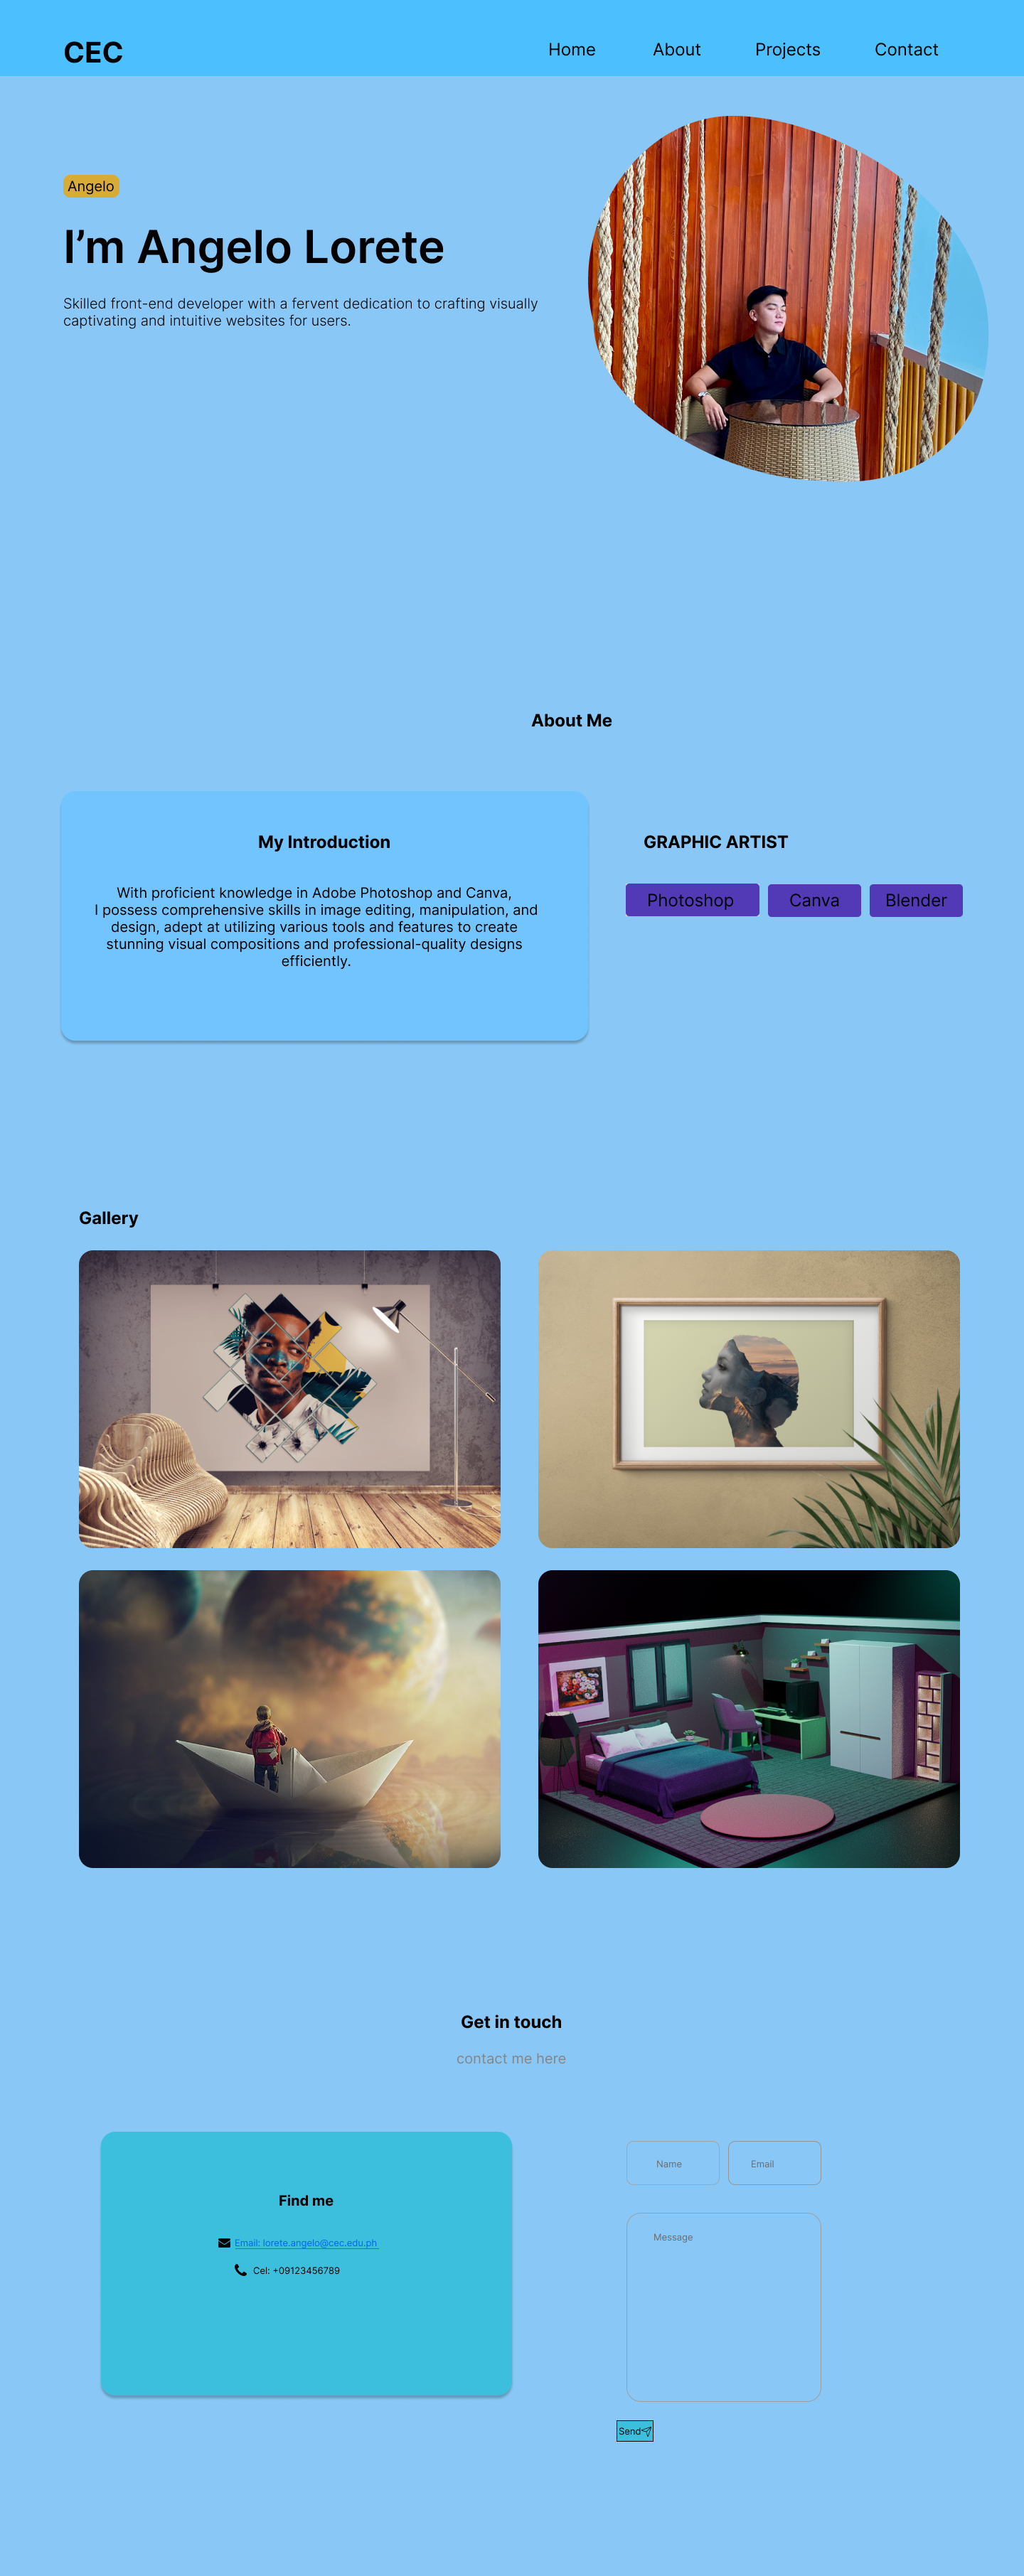 CEC
Home
About
Projects
Contact
Angelo
I’m Angelo Lorete
Skilled front-end developer with a fervent dedication to crafting visually
captivating and intuitive websites for users.
About Me
My Introduction
With proficient knowledge in Adobe Photoshop and Canva,
I possess comprehensive skills in image editing, manipulation, and
design, adept at utilizing various tools and features to create
stunning visual compositions and professional-quality designs
efficiently.
GRAPHIC ARTIST
Photoshop
Canva
Blender
Gallery
Get in touch
contact me here
Find me
Email: lorete.angelo@cec.edu.ph
Cel: +09123456789
Name
Email
Message
Send